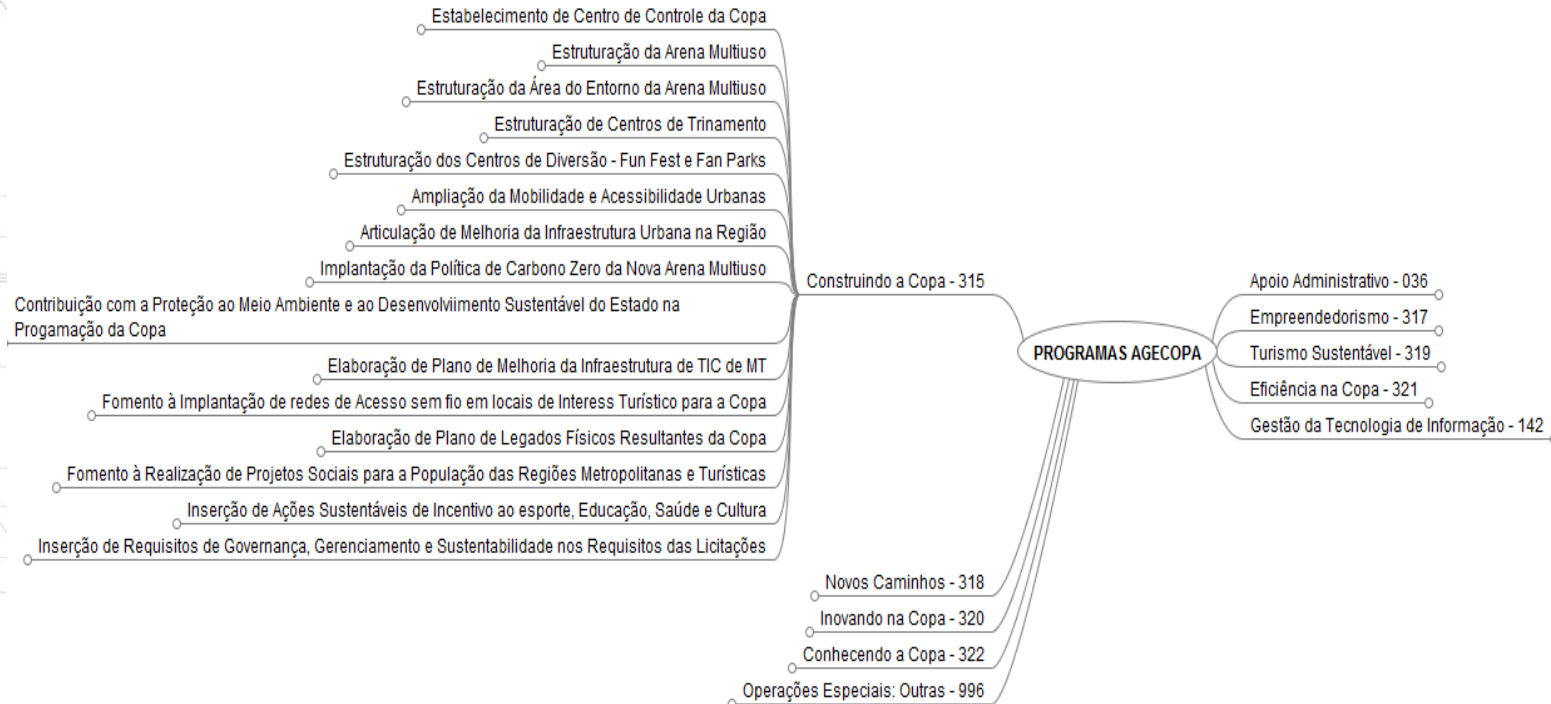 Estabelecimento de Centro de Controle da Copa
Estruturação da Arena Multiuso
Estruturação da Área do Entorno da Arena Multiuso
Estruturação de Centros de Trinamento
Estruturação dos Centros de Diversão - Fun Fest e Fan Parks
Ampliação da Mobilidade e Acessibilidade Urbanas
Articulação de Melhoria da Infraestrutura Urbana na Região
Implantação da Política de Carbono Zero da Nova Arena Multiuso
Contribuição com a Proteção ao Meio Ambiente e ao Desenvolviimento Sustentável do Estado na
Progamação da Copa
Elaboração de Plano de Melhoria da Infraestrutura de TIC de MT
Fomento à Implantação de redes de Acesso sem fio em locais de Interess Turístico para a Copa
Elaboração de Plano de Legados Físicos Resultantes da Copa
Fomento à Realização de Projetos Sociais para a População das Regiões Metropolitanas e Turísticas
Inserção de Ações Sustentáveis de Incentivo ao esporte, Educação, Saúde e Cultura
Inserção de Requisitos de Governança, Gerenciamento e Sustentabilidade nos Requisitos das Licitações
Construindo a Copa - 315
Novos Caminhos - 318
Inovando na Copa - 320
Conhecendo a Copa - 322
Operações Especiais: Outras - 996
PROGRAMAS AGECOPA
Apoio Administrativo - 036
Empreendedorismo - 317
Turismo Sustentável - 319
Eficiência na Copa - 321
Gestão da Tecnologia de Informação - 142